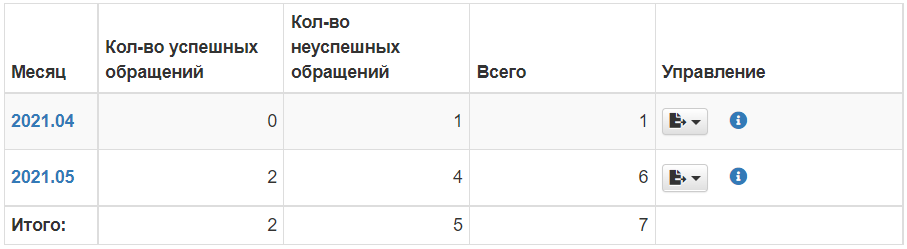 Месяц Кол-во успешных обращений Кол-во неуспешных обращений Всего Управление
2021.04 0 1 1
2021.05 2 4 6
Итого: 2 5 7